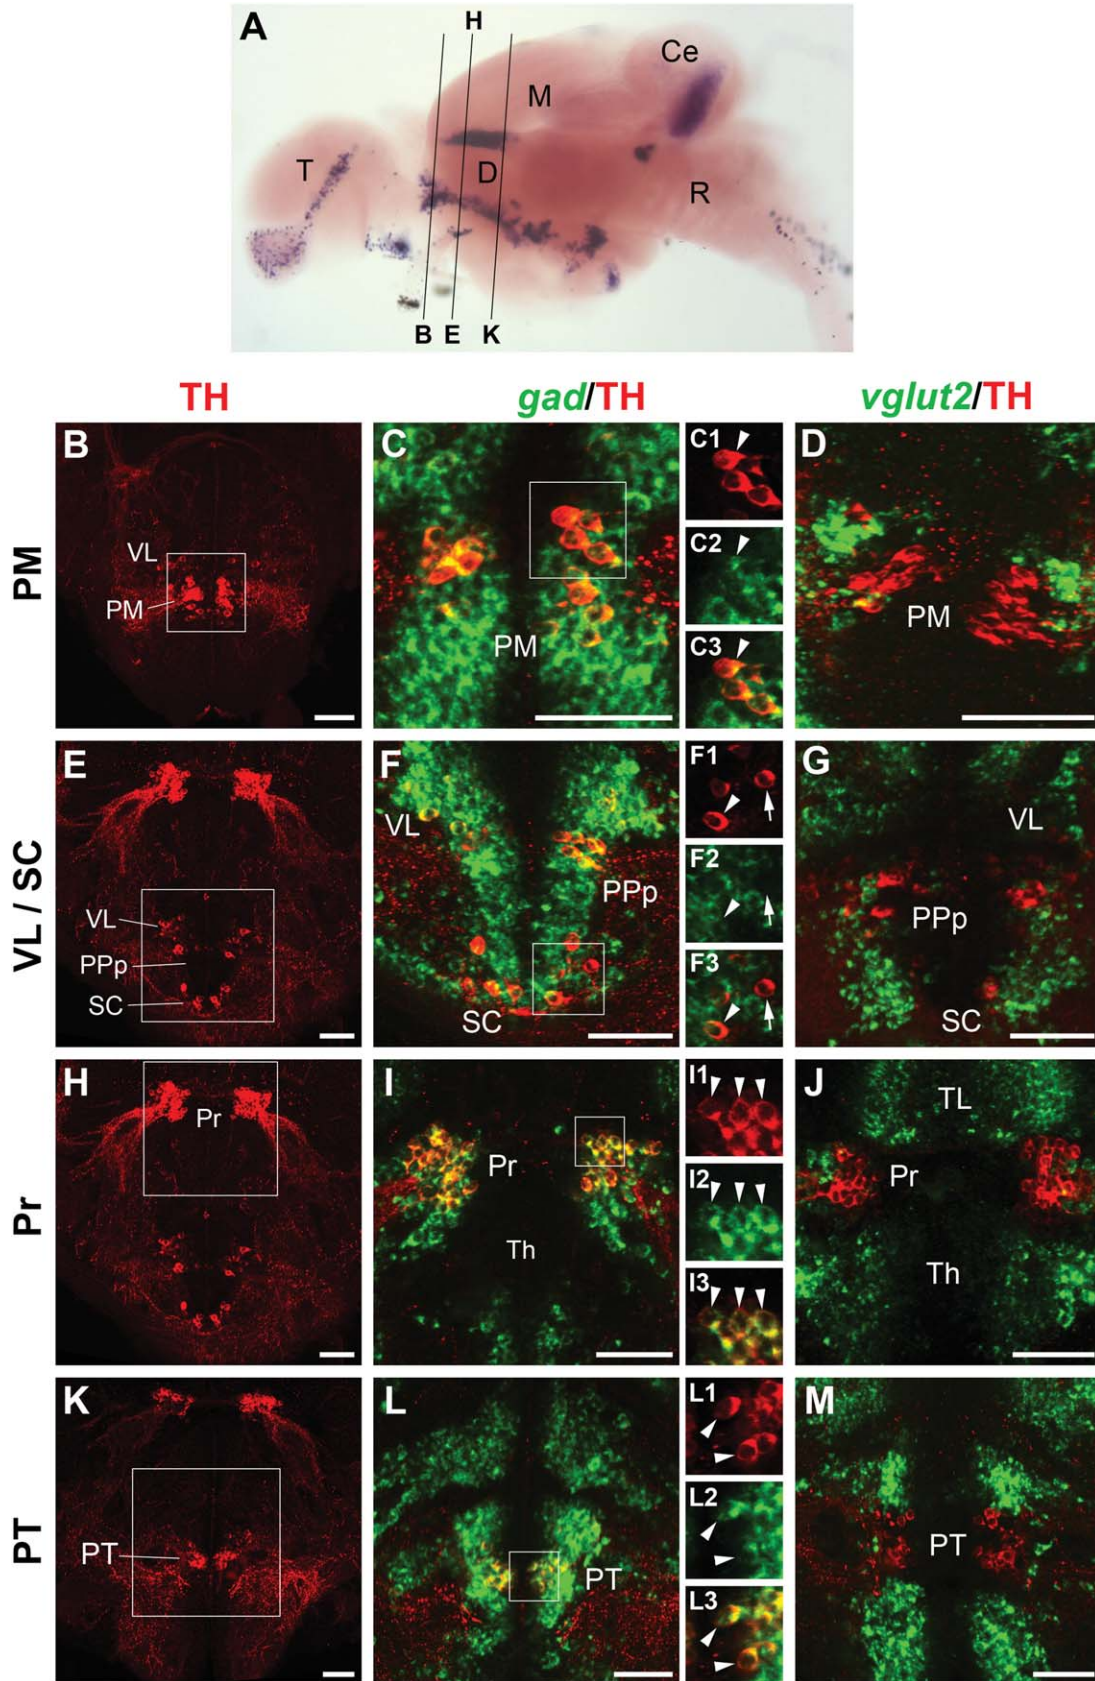 A
H
Ce
M
T
D
R
B E K
TH
gad/TH
vglut2/TH
PM
B
VL
PM
C
PM
C1
C2
C3
D
PM
VL / SC
E
VL
PPp
SC
F
VL
PPp
SC
F1
F2
F3
G
VL
PPp
SC
Pr
H
Pr
I
Pr
Th
I1
I2
I3
J
TL
Pr
Th
PT
K
PT
L
PT
L1
L2
L3
M
PT